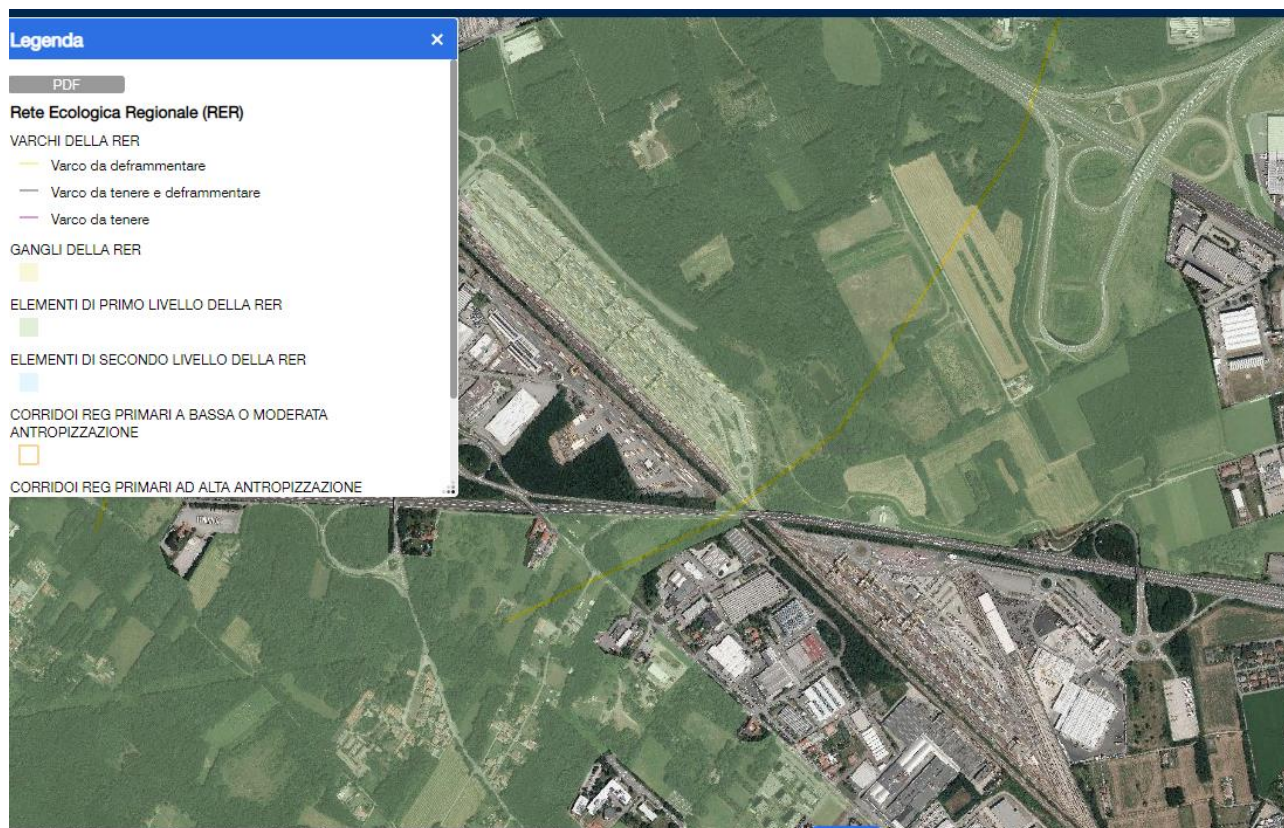 Legenda
×
PDF
Rete Ecologica Regionale (RER)
VARCHI DELLA RER
Varco da deframmentare
Varco da tenere e deframmentare
Varco da tenere
GANGLI DELLA RER
ELEMENTI DI PRIMO LIVELLO DELLA RER
ELEMENTI DI SECONDO LIVELLO DELLA RER
CORRIDOI REG PRIMARI A BASSA O MODERATA
ANTROPIZZAZIONE
CORRIDOI REG PRIMARI AD ALTA ANTROPIZZAZIONE